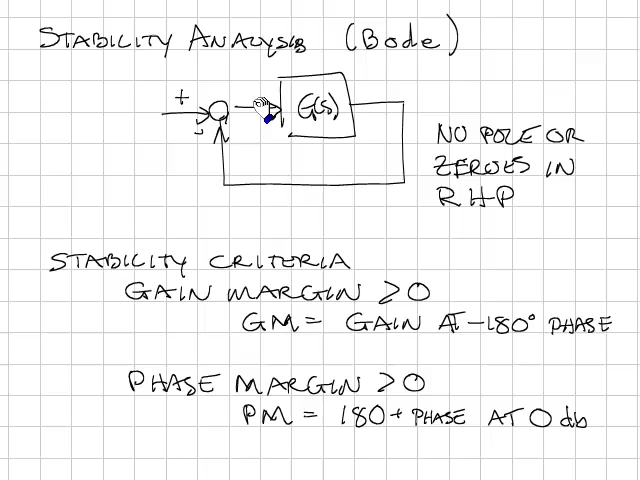 STABILITY ANALYSIS (Bode)
+
G(s)
-
NO POLE OR
ZEROES IN
RHP
STABILITY CRITERIA
GAIN MARGIN ≥ 0
GM = GAIN AT -180° PHASE
PHASE MARGIN ≥ 0
PM = 180 + PHASE AT 0 db